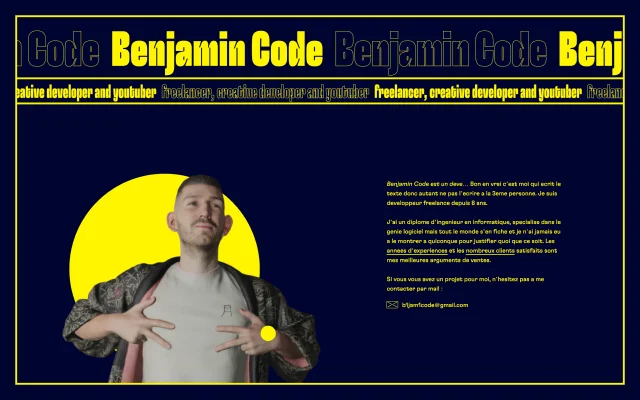 n Code Benjamin Code Benjamin Code Benj
eative developer and youtuber freelancer, creative developer and youtuber freelancer, creative developer and youtuber freelan
Benjamin Code est un deve... Bon en vrai c'est moi qui ecrit le
texte donc autant ne pas l'ecrire a la 3eme personne. Je suis
developpeur freelance depuis 8 ans.
J'ai un diplome d'ingenieur en informatique, specialise dans le
genie logiciel mais tout le monde s'en fiche et je n'ai jamais eu
a le montrer a quiconque pour justifier quoi que ce soit. Les
annees d'experiences et les nombreux clients satisfaits sont
mes meilleures arguments de ventes.
Si vous vous avez un projet pour moi, n'hesitez pas a me
contacter par mail :
b1jam1code@gmail.com